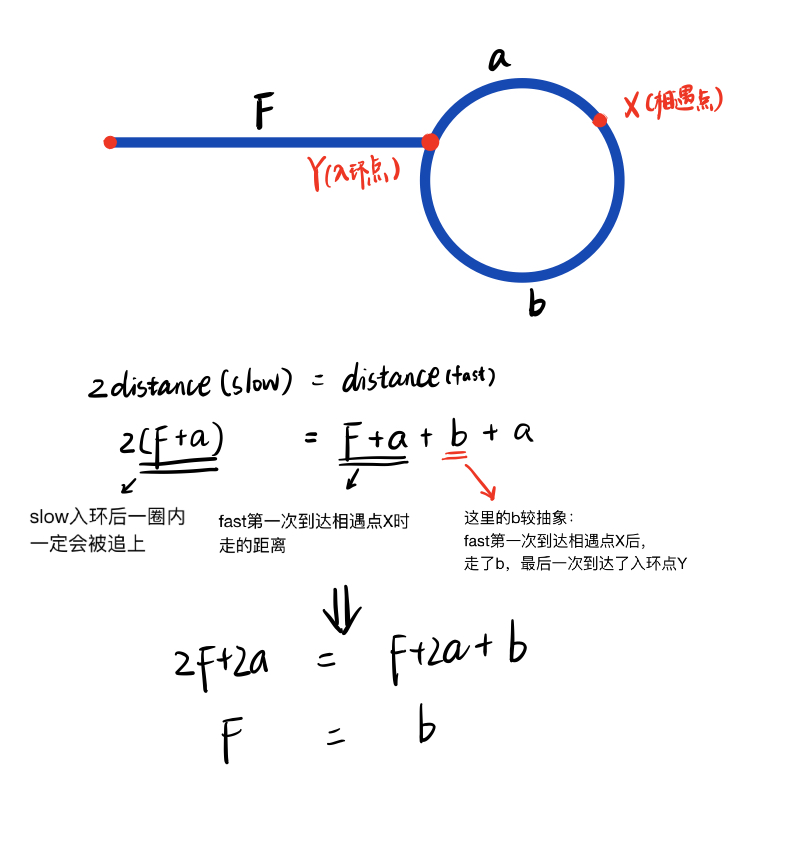 a
F
X(相遇点)
Y(入环点)
b
2distance(slow) = distance(fast)
2(F+a) = F+a+b+a
slow入环后一圈内
一定会被追上
fast第一次到达相遇点X时
走的距离
这里的b较抽象：
fast第一次到达相遇点X后，
走了b，最后一次到达了入环点Y
2F+2a = F+2a+b
F = b